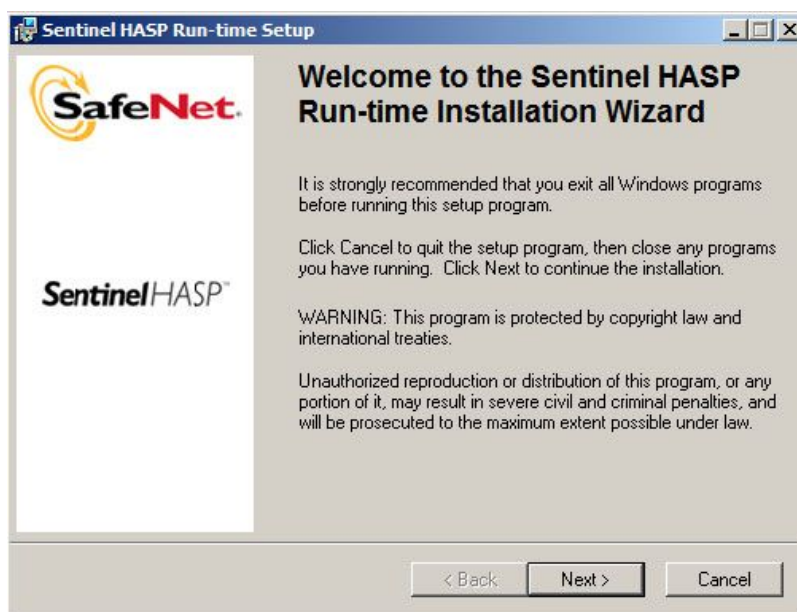 Sentinel HASP Run-time Setup
SafeNet.
SentinelHASP™
Welcome to the Sentinel HASP
Run-time Installation Wizard
It is strongly recommended that you exit all Windows programs
before running this setup program.
Click Cancel to quit the setup program, then close any programs
you have running. Click Next to continue the installation.
WARNING: This program is protected by copyright law and
international treaties.
Unauthorized reproduction or distribution of this program, or any
portion of it, may result in severe civil and criminal penalties, and
will be prosecuted to the maximum extent possible under law.
< Back
Next >
Cancel